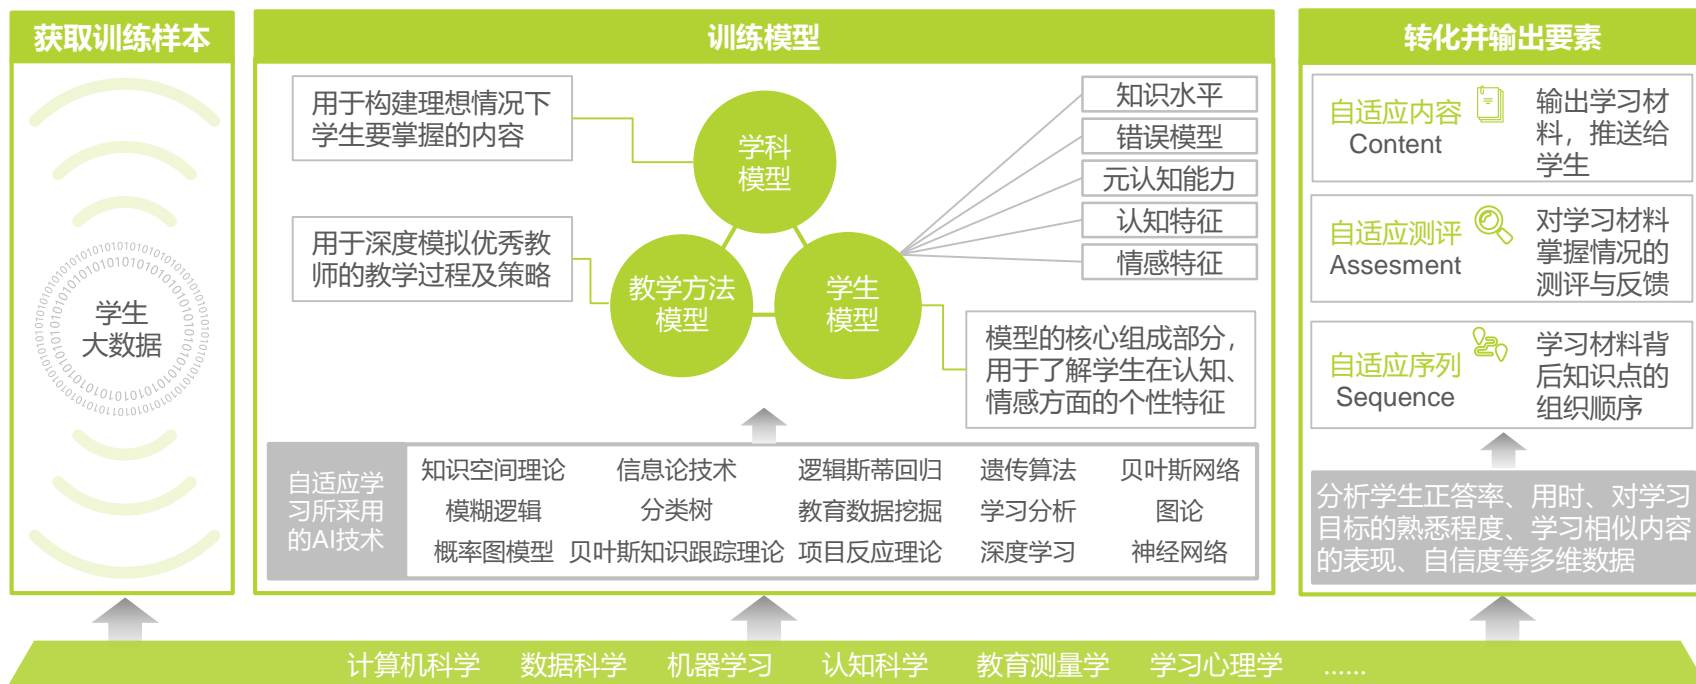 获取训练样本
学生
大数据
训练模型
用于构建理想情况下
学生要掌握的内容
用于深度模拟优秀教
师的教学过程及策略
学科
模型
教学方法
模型
学生
模型
知识水平
错误模型
元认知能力
认知特征
情感特征
模型的核心组成部分，
用于了解学生在认知、
情感方面的个性特征
自适应学
习所采用
的AI技术
知识空间理论 信息论技术 逻辑斯蒂回归 遗传算法 贝叶斯网络
模糊逻辑 分类树 教育数据挖掘 学习分析 图论
概率图模型 贝叶斯知识跟踪理论 项目反应理论 深度学习 神经网络
转化并输出要素
自适应内容
Content
输出学习材
料，推送给
学生
自适应测评
Assesment
对学习材料
掌握情况的
测评与反馈
自适应序列
Sequence
学习材料背
后知识点的
组织顺序
分析学生正答率、用时、对学习
目标的熟悉程度、学习相似内容
的表现、自信度等多维数据
计算机科学 数据科学 机器学习 认知科学 教育测量学 学习心理学 ……